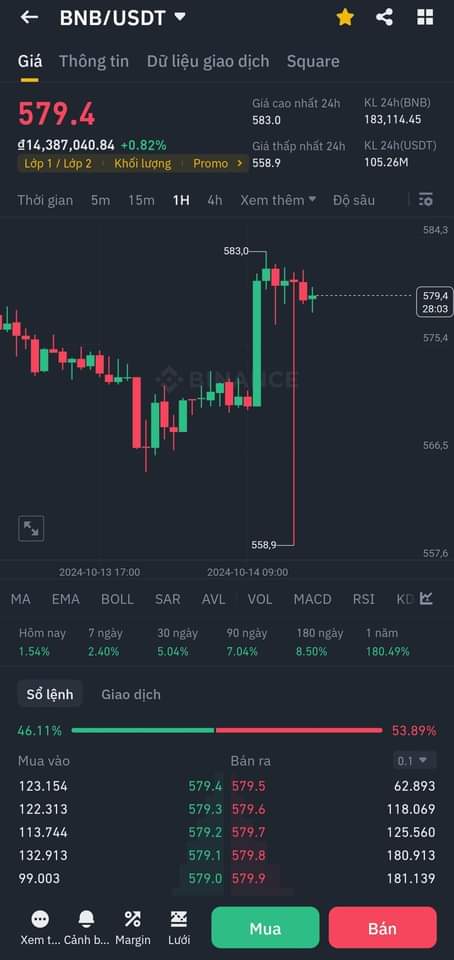 BNB/USDT
Giá Thông tin Dữ liệu giao dịch Square
579.4
₫14,387,040.84 +0.82%
Lớp 1 / Lớp 2 Khối lượng Promo
Giá cao nhất 24h KL 24h(BNB)
583.0 183,114.45
Giá thấp nhất 24h KL 24h(USDT)
558.9 105.26M
Thời gian 5m 15m 1H 4h Xem thêm Độ sâu
584,3
583,0
579,4
28:03
575,4
BINANCE
566,5
558,9
557,6
2024-10-13 17:00 2024-10-14 09:00
MA EMA BOLL SAR AVL VOL MACD RSI KD
Hôm nay 7 ngày 30 ngày 90 ngày 180 ngày 1 năm
1.54% 2.40% 5.04% 7.04% 8.50% 180.49%
Sổ lệnh Giao dịch
46.11% 53.89%
Mua vào Bán ra 0.1
123.154 579.4 579.5 62.893
122.313 579.3 579.6 118.069
113.744 579.2 579.7 125.560
132.913 579.1 579.8 180.913
99.003 579.0 579.9 181.139
Xem t... Cảnh b... Margin Lưới Mua Bán